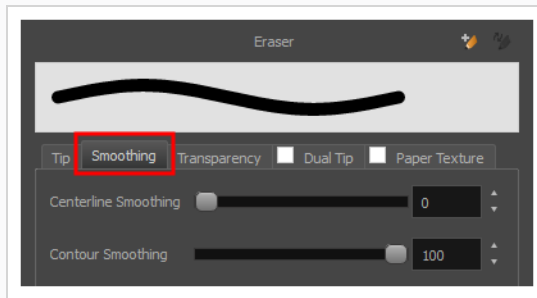 Eraser
Tip Smoothing Transparency Dual Tip Paper Texture
Centerline Smoothing 0
Contour Smoothing 100